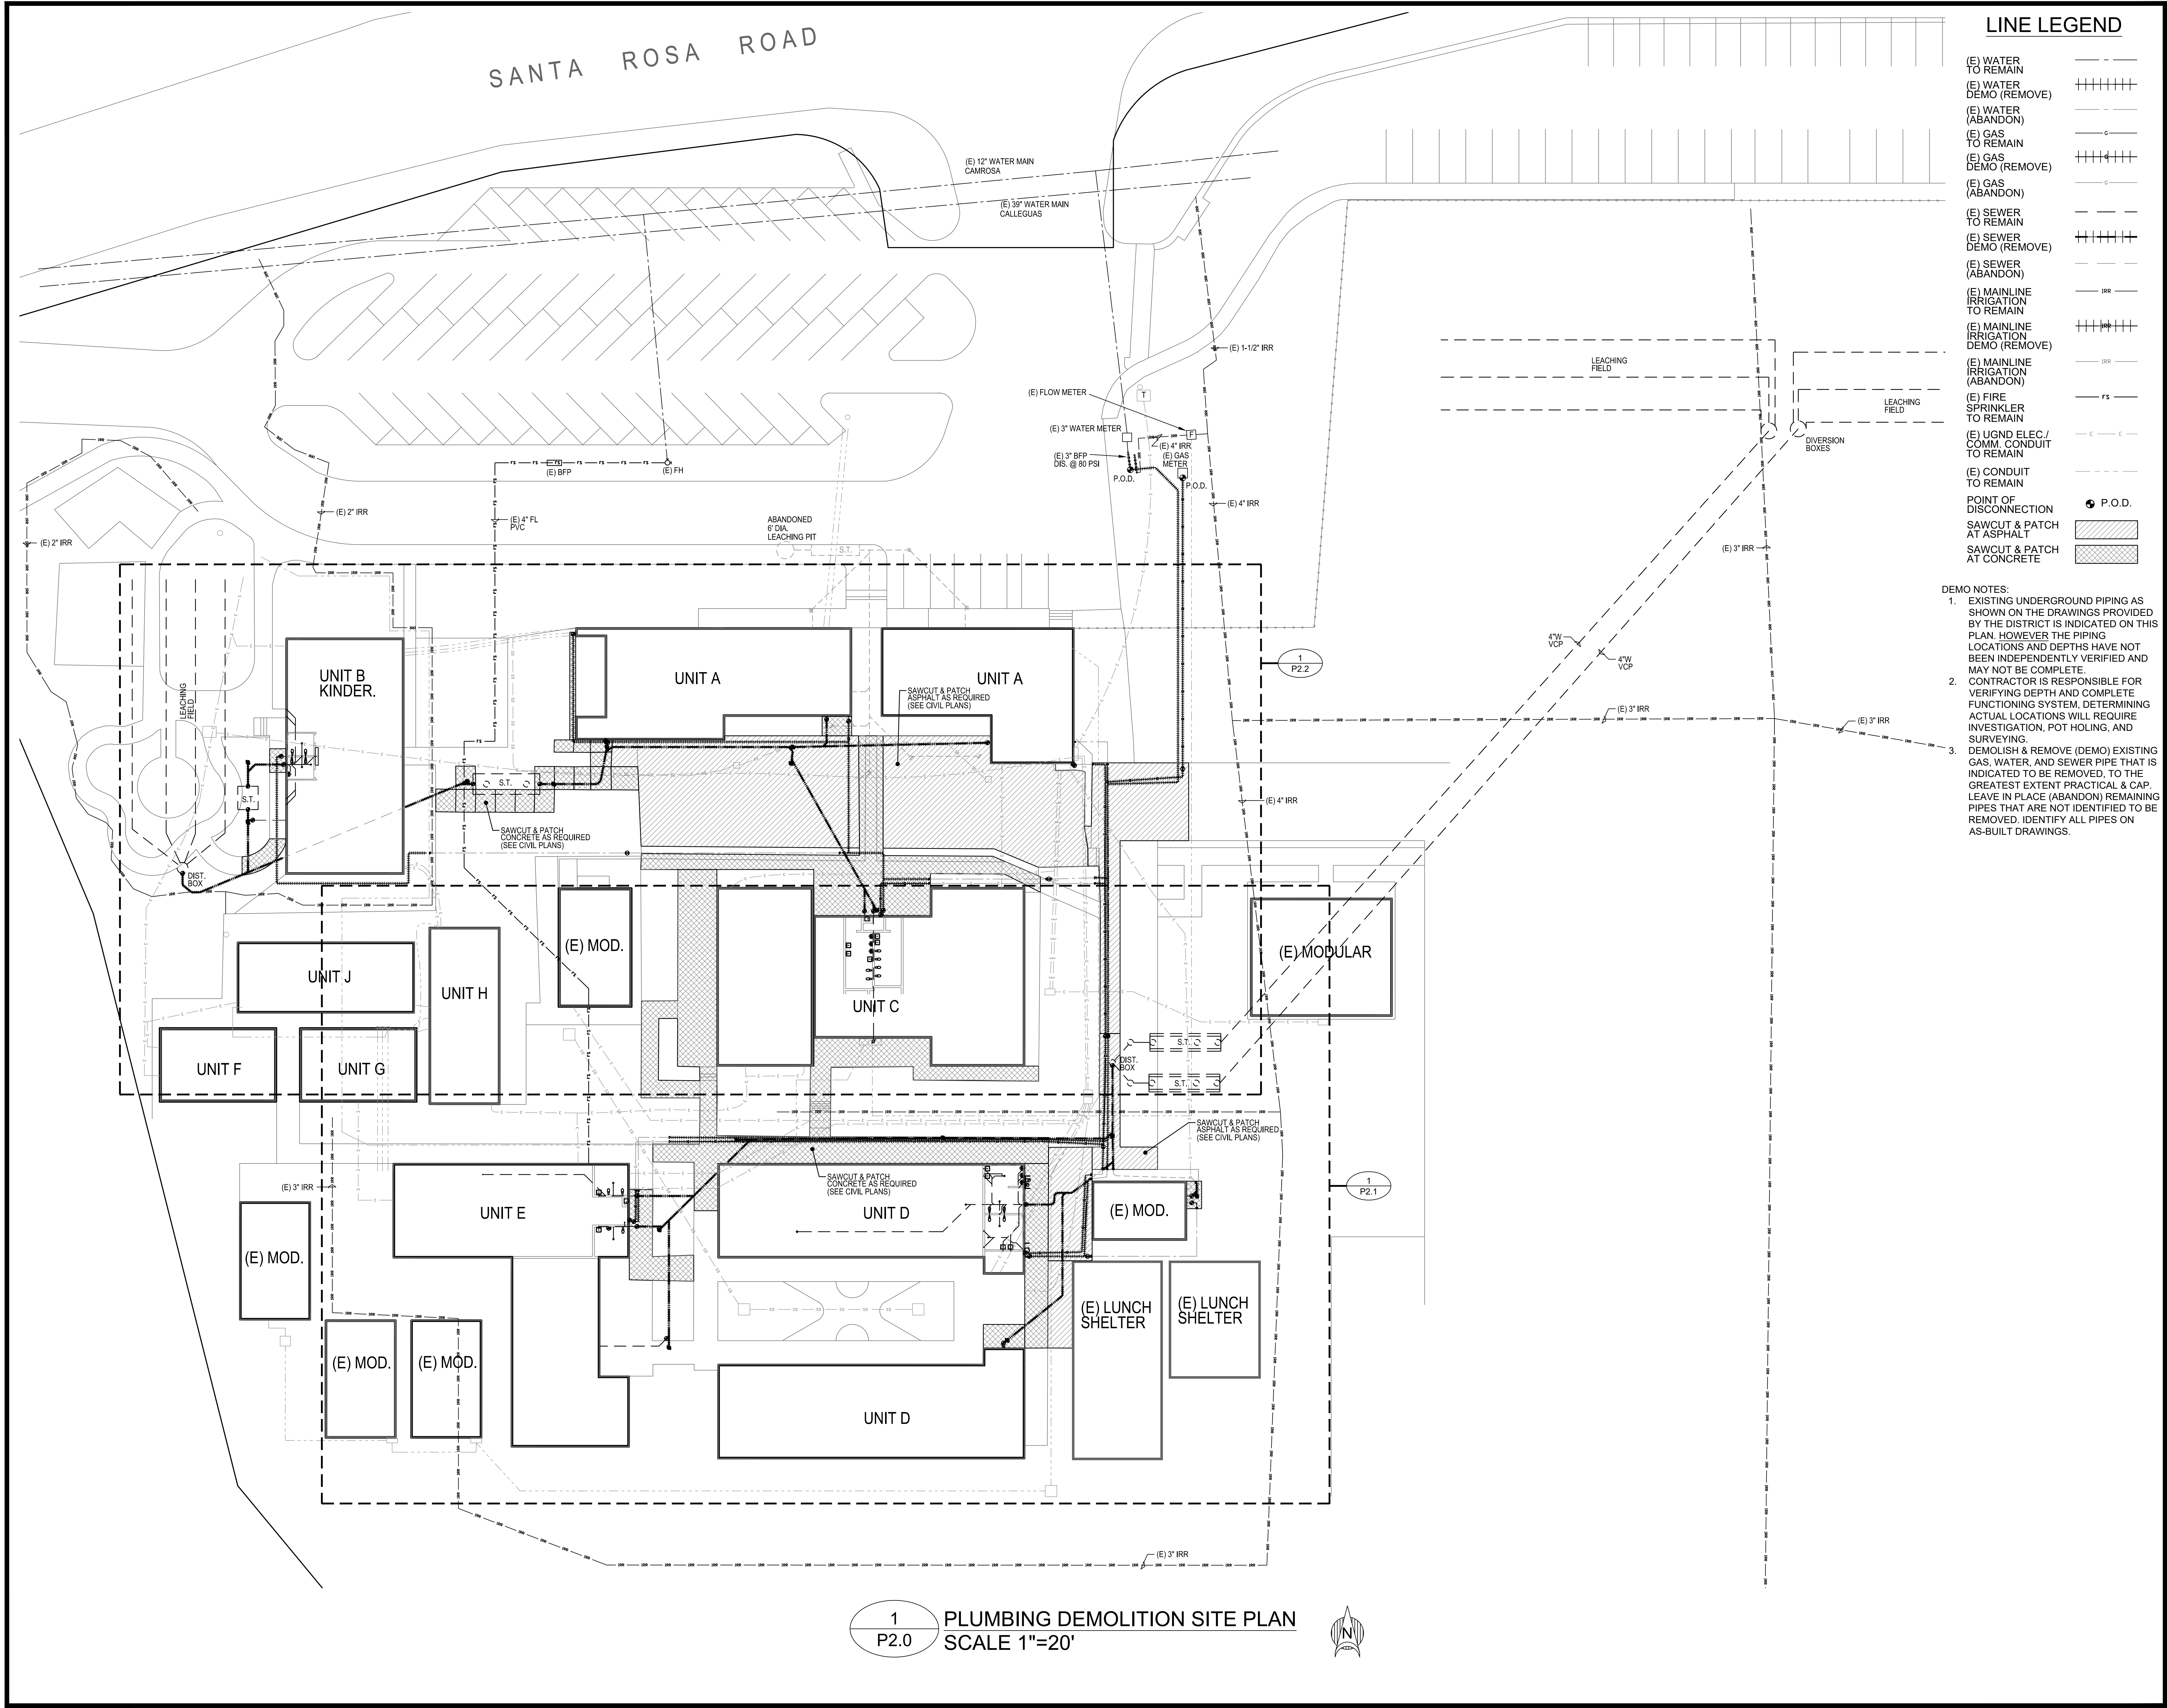 SANTA ROSA ROAD
LINE LEGEND
(E) WATER
TO REMAIN
(E) WATER
DEMO (REMOVE)
(E) WATER
(ABANDON)
(E) GAS
TO REMAIN
G
(E) GAS
DEMO (REMOVE)
G
(E) GAS
(ABANDON)
G
(E) SEWER
TO REMAIN
(E) SEWER
DEMO (REMOVE)
(E) SEWER
(ABANDON)
(E) MAINLINE
IRRIGATION
TO REMAIN
IRR
(E) MAINLINE
IRRIGATION
DEMO (REMOVE)
IRR
(E) MAINLINE
IRRIGATION
(ABANDON)
IRR
(E) FIRE
SPRINKLER
TO REMAIN
FS
(E) UGND ELEC./
COMM. CONDUIT
TO REMAIN
E E
(E) CONDUIT
TO REMAIN
POINT OF
DISCONNECTION
P.O.D.
SAWCUT & PATCH
AT ASPHALT
SAWCUT & PATCH
AT CONCRETE
DEMO NOTES:
1. EXISTING UNDERGROUND PIPING AS
SHOWN ON THE DRAWINGS PROVIDED
BY THE DISTRICT IS INDICATED ON THIS
PLAN. HOWEVER THE PIPING
LOCATIONS AND DEPTHS HAVE NOT
BEEN INDEPENDENTLY VERIFIED AND
MAY NOT BE COMPLETE.
2. CONTRACTOR IS RESPONSIBLE FOR
VERIFYING DEPTH AND COMPLETE
FUNCTIONING SYSTEM, DETERMINING
ACTUAL LOCATIONS WILL REQUIRE
INVESTIGATION, POT HOLING, AND
SURVEYING.
3. DEMOLISH & REMOVE (DEMO) EXISTING
GAS, WATER, AND SEWER PIPE THAT IS
INDICATED TO BE REMOVED, TO THE
GREATEST EXTENT PRACTICAL & CAP.
LEAVE IN PLACE (ABANDON) REMAINING
PIPES THAT ARE NOT IDENTIFIED TO BE
REMOVED. IDENTIFY ALL PIPES ON
AS-BUILT DRAWINGS.
(E) 12" WATER MAIN
CAMROSA
(E) 39" WATER MAIN
CALLEGUAS
(E) 1-1/2" IRR
(E) FLOW METER
T
(E) 3" WATER METER
F
(E) 4" IRR
(E) 3" BFP
DIS. @ 80 PSI
(E) GAS
METER
P.O.D.
P.O.D.
(E) 4" IRR
LEACHING
FIELD
LEACHING
FIELD
DIVERSION
BOXES
(E) 3" IRR
(E) BFP
(E) FH
(E) 2" IRR
(E) 4" FL
PVC
(E) 2" IRR
ABANDONED
6' DIA.
LEACHING PIT
S.T.
4"W
VCP
4"W
VCP
1
P2.2
UNIT B
KINDER.
LEACHING
FIELD
UNIT A
UNIT A
SAWCUT & PATCH
ASPHALT AS REQUIRED
(SEE CIVIL PLANS)
(E) 3" IRR
(E) 3" IRR
S.T.
S.T.
(E) 4" IRR
SAWCUT & PATCH
CONCRETE AS REQUIRED
(SEE CIVIL PLANS)
DIST.
BOX
(E) MOD.
(E) MODULAR
UNIT J
UNIT H
UNIT C
S.T.
DIST.
BOX
S.T.
UNIT F
UNIT G
SAWCUT & PATCH
ASPHALT AS REQUIRED
(SEE CIVIL PLANS)
SAWCUT & PATCH
CONCRETE AS REQUIRED
(SEE CIVIL PLANS)
(E) 3" IRR
1
P2.1
UNIT E
UNIT D
(E) MOD.
(E) MOD.
(E) LUNCH
SHELTER
(E) LUNCH
SHELTER
(E) MOD.
(E) MOD.
UNIT D
(E) 3" IRR
1
P2.0
PLUMBING DEMOLITION SITE PLAN
SCALE 1"=20'
N